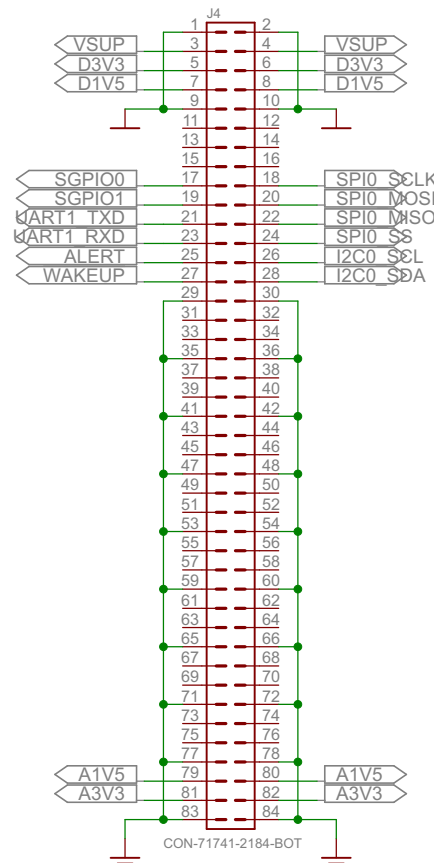 J4
1 2
VSUP 3 4 VSUP
D3V3 5 6 D3V3
D1V5 7 8 D1V5
9 10
11 12
13 14
15 16
SGPIO0 17 18 SPI0_SCLK
SGPIO1 19 20 SPI0_MOSI
UART1_TXD 21 22 SPI0_MISO
UART1_RXD 23 24 SPI0_SS
ALERT 25 26 I2C0_SCL
WAKEUP 27 28 I2C0_SDA
29 30
31 32
33 34
35 36
37 38
39 40
41 42
43 44
45 46
47 48
49 50
51 52
53 54
55 56
57 58
59 60
61 62
63 64
65 66
67 68
69 70
71 72
73 74
75 76
77 78
A1V5 79 80 A1V5
A3V3 81 82 A3V3
83 84
CON-71741-2184-BOT